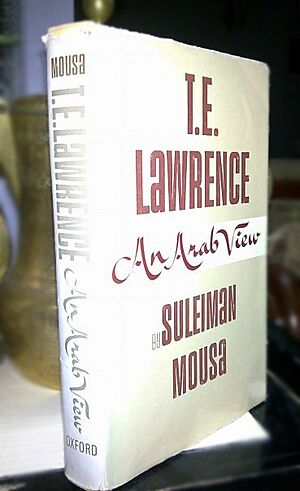 MOUSA T.E. LAWRENCE An Arab View OXFORD
T.E.
LAWRENCE
An Arab View
BY SULEIMAN
MOUSA